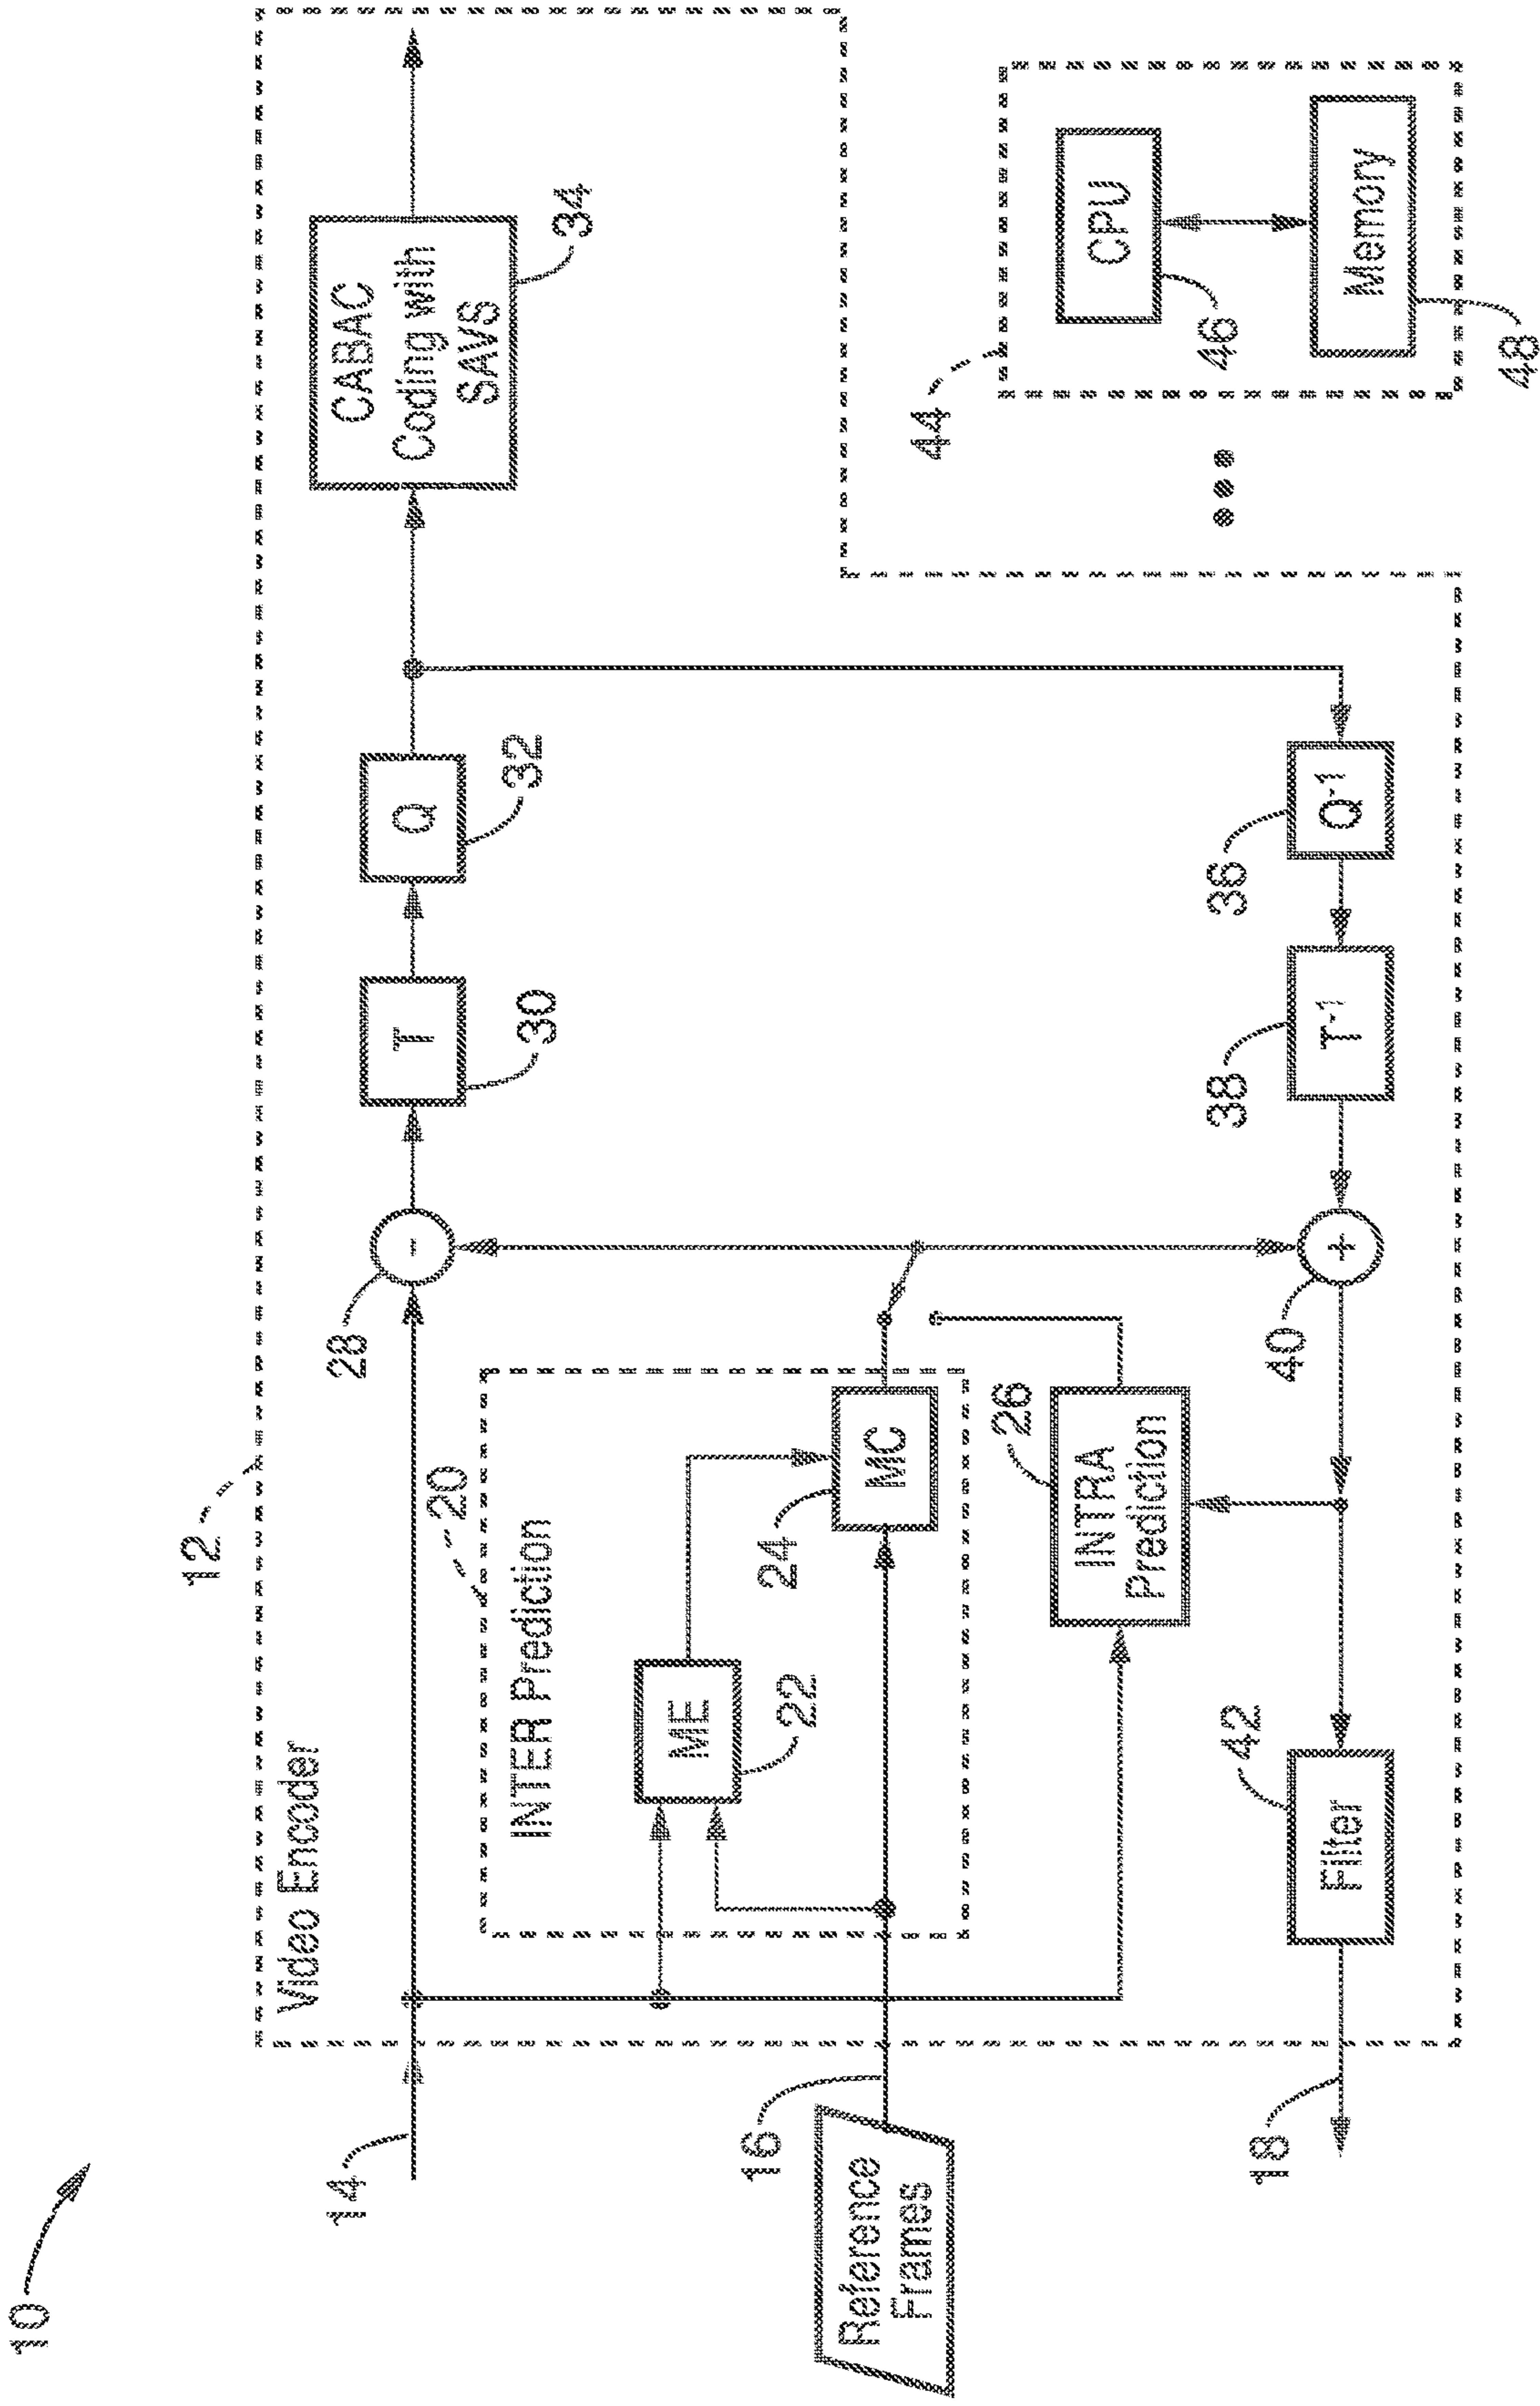 10
12
Video Encoder
14
28
-
T
30
Q
32
CABAC
Coding with
SAVS
34
20
INTER Prediction
ME
22
24
MC
16
Reference
Frames
26
INTRA
Prediction
44
CPU
46
Memory
48
18
Filter
42
40
+
38
T-1
36
Q-1